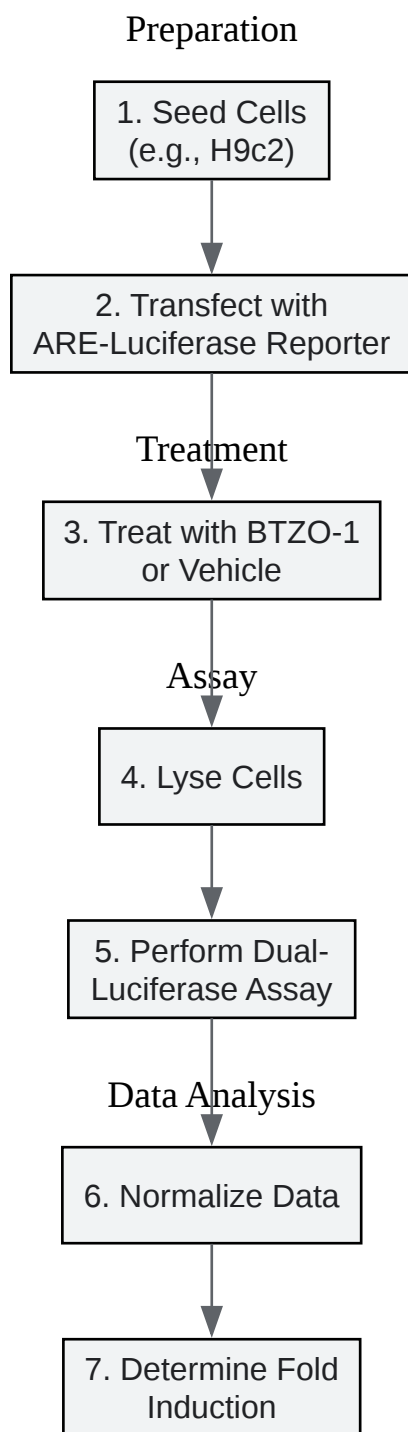 Preparation
1. Seed Cells
(e.g., H9c2)
2. Transfect with
ARE-Luciferase Reporter
Treatment
3. Treat with BTZO-1
or Vehicle
Assay
4. Lyse Cells
5. Perform Dual-
Luciferase Assay
Data Analysis
6. Normalize Data
7. Determine Fold
Induction